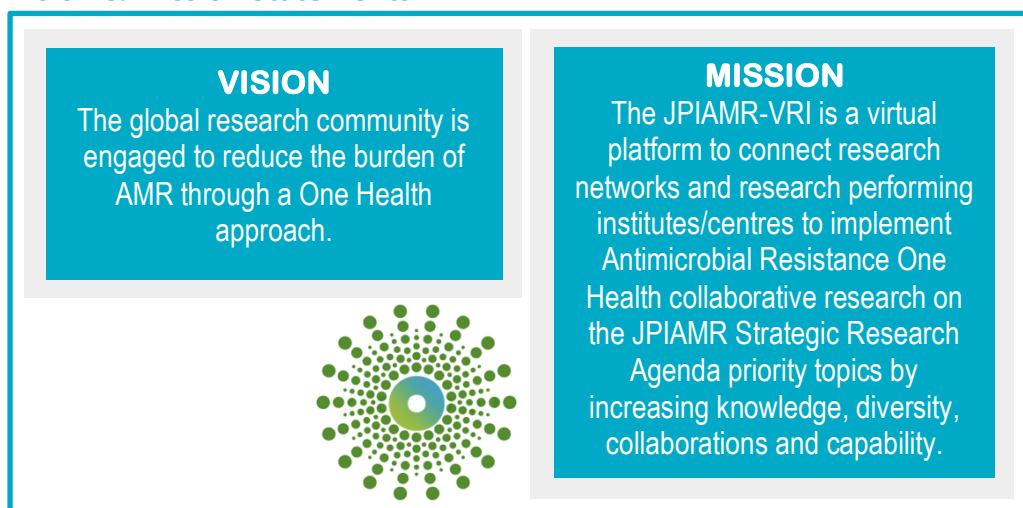 VISION
The global research community is
engaged to reduce the burden of
AMR through a One Health
approach.
MISSION
The JPIAMR-VRI is a virtual
platform to connect research
networks and research performing
institutes/centres to implement
Antimicrobial Resistance One
Health collaborative research on
the JPIAMR Strategic Research
Agenda priority topics by
increasing knowledge, diversity,
collaborations and capability.